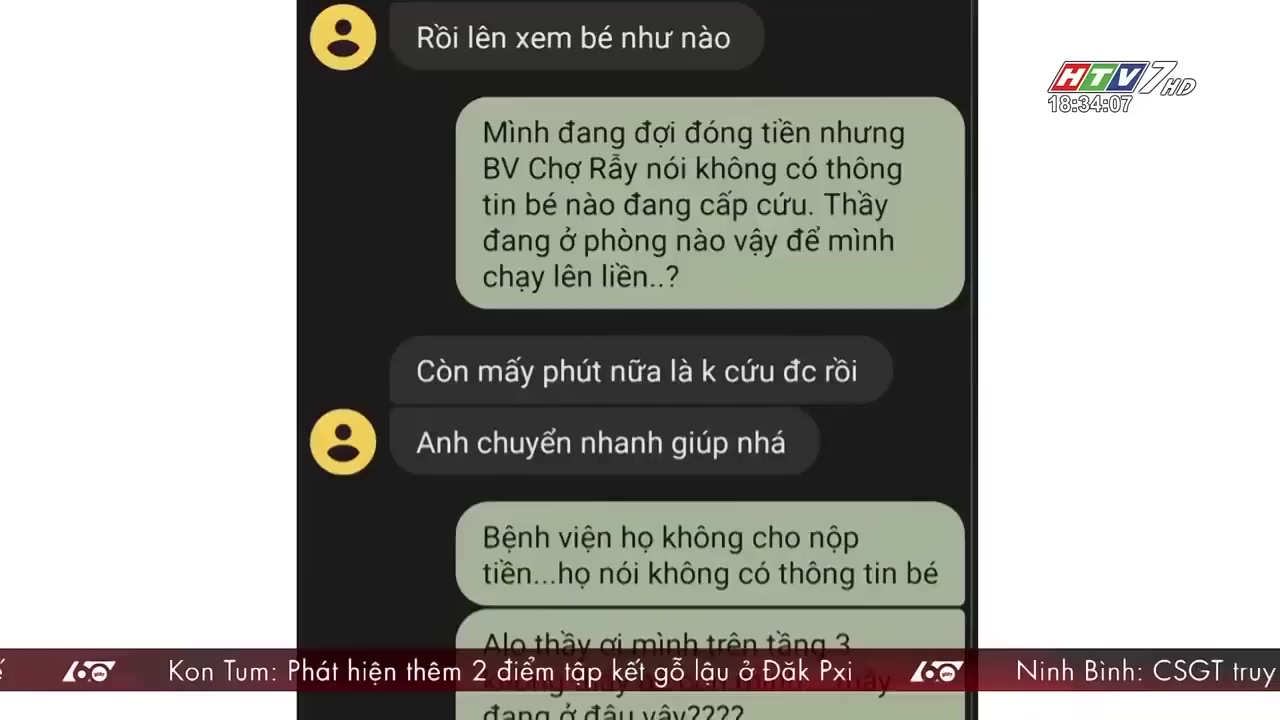 Rồi lên xem bé như nào
HTV7 HD
18:34:07
Mình đang đợi đóng tiền nhưng
BV Chợ Rẫy nói không có thông
tin bé nào đang cấp cứu. Thầy
đang ở phòng nào vậy để mình
chạy lên liền..?
Còn mấy phút nữa là k cứu đc rồi
Anh chuyển nhanh giúp nhá
Bệnh viện họ không cho nộp
tiền...họ nói không có thông tin bé
Alo thầy ơi mình trên tầng 3
đang ở đâu vậy????
60 Kon Tum: Phát hiện thêm 2 điểm tập kết gỗ lậu ở Đăk Pxi 60 Ninh Bình: CSGT truy